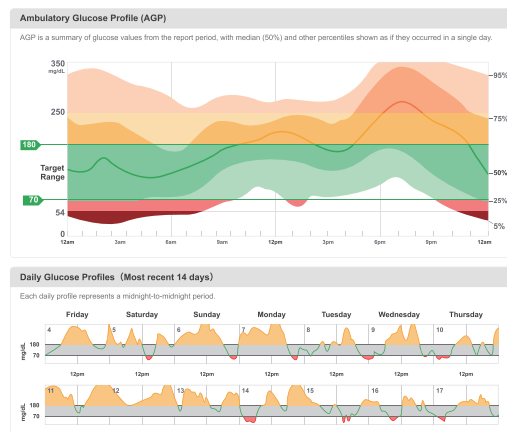 Ambulatory Glucose Profile (AGP)
AGP is a summary of glucose values from the report period, with median (50%) and other percentiles shown as if they occurred in a single day.
350
mg/dL
95%
250
75%
180
Target
Range
50%
70
25%
54
5%
0
12am 3am 6am 9am 12pm 3pm 6pm 9pm 12am
Daily Glucose Profiles (Most recent 14 days)
Each daily profile represents a midnight-to-midnight period.
Friday Saturday Sunday Monday Tuesday Wednesday Thursday
4 5 6 7 8 9 10
mg/dL
180
70
12pm 12pm 12pm 12pm 12pm 12pm 12pm
11 12 13 14 15 16 17
mg/dL
180
70